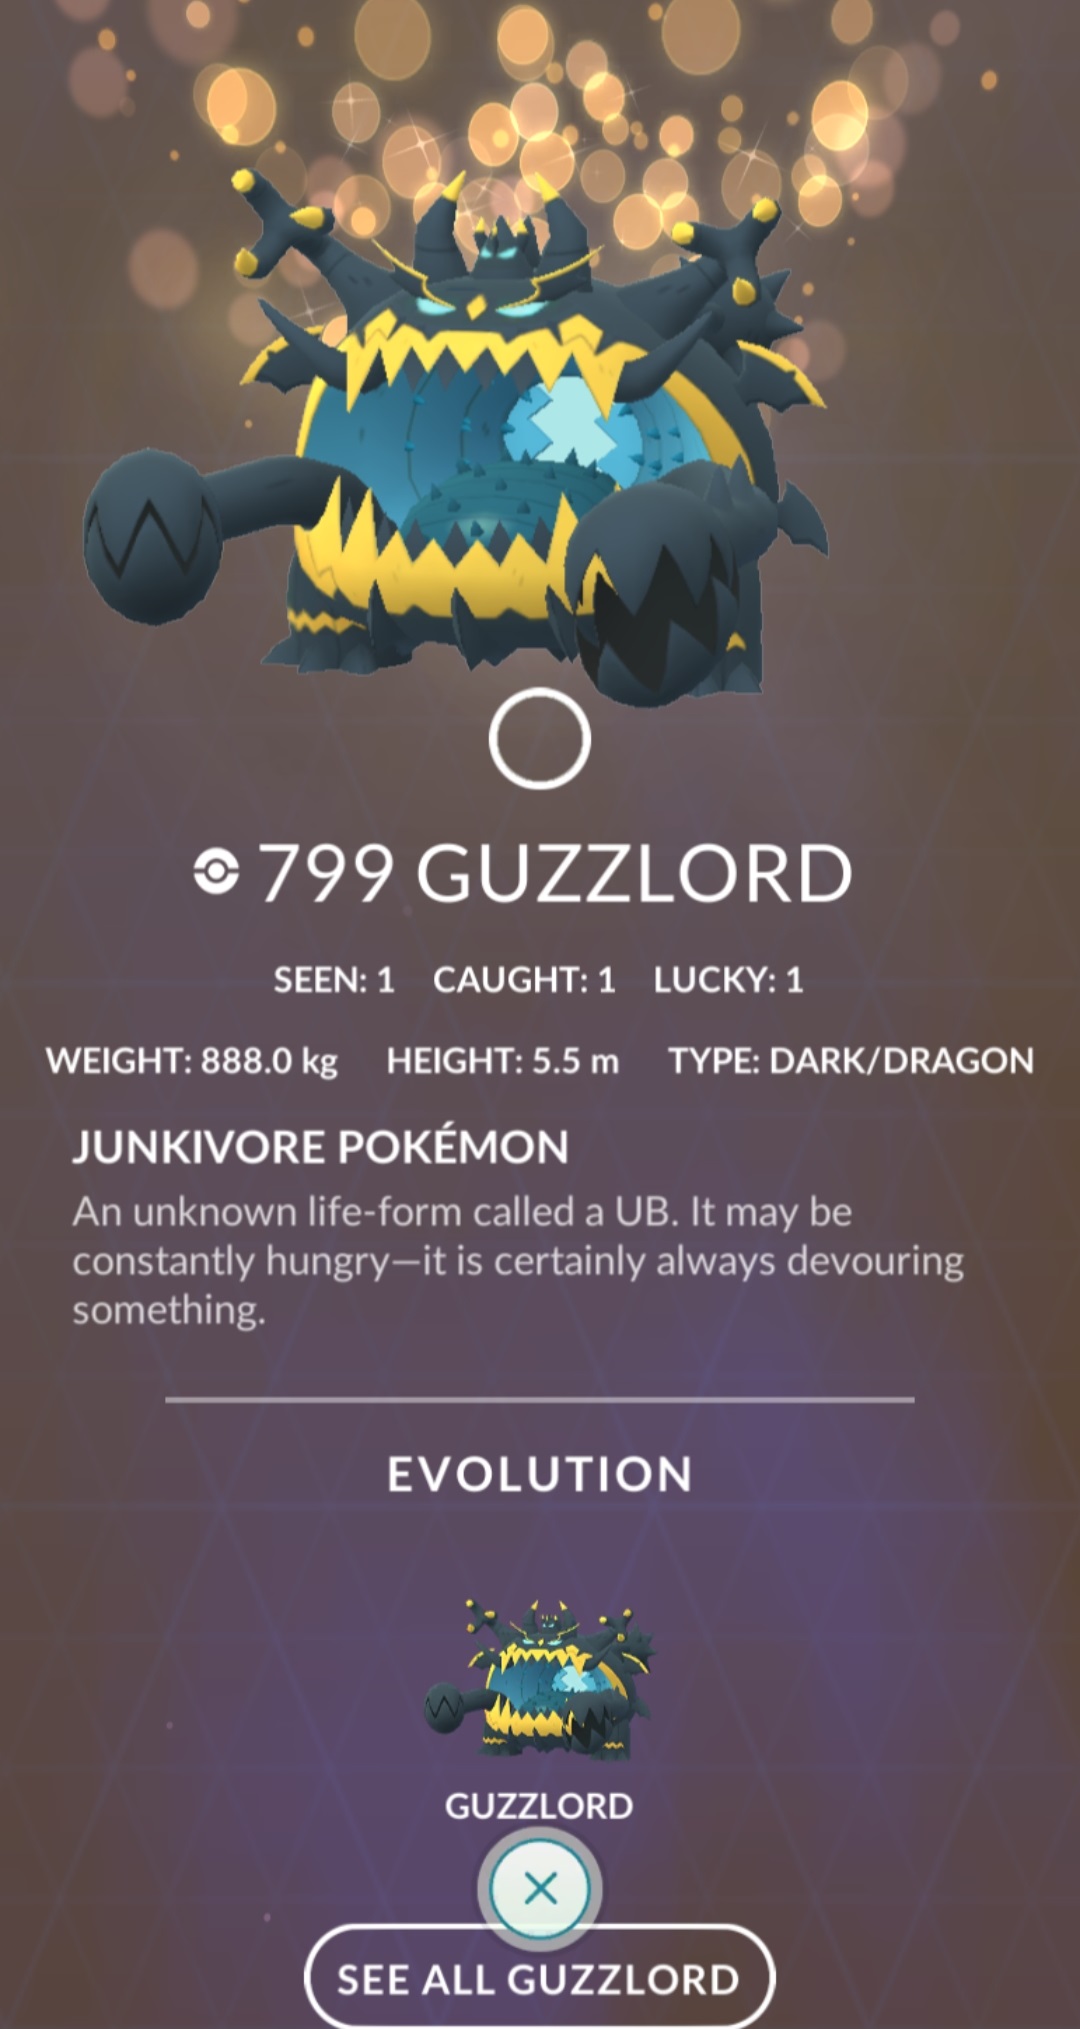 799 GUZZLORD
SEEN: 1 CAUGHT: 1 LUCKY: 1
WEIGHT: 888.0 kg HEIGHT: 5.5 m TYPE: DARK/DRAGON
JUNKIVORE POKÉMON
An unknown life-form called a UB. It may be
constantly hungry—it is certainly always devouring
something.
EVOLUTION
GUZZLORD
SEE ALL GUZZLORD